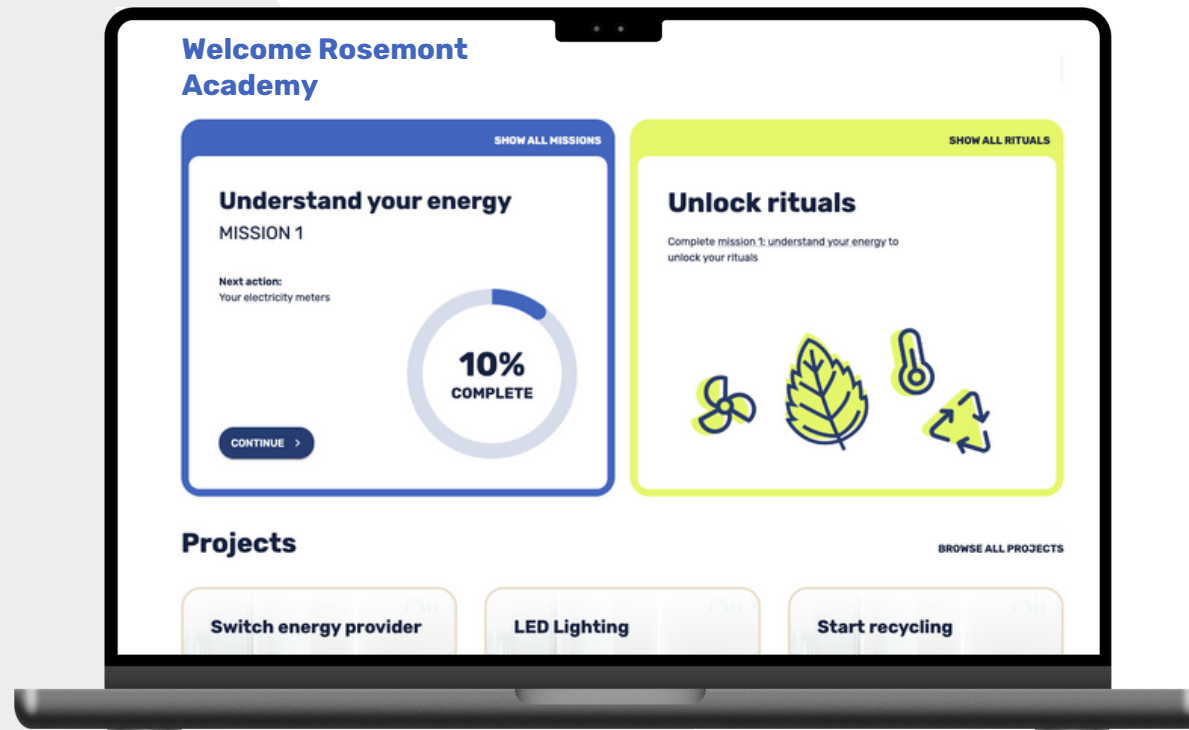 Welcome Rosemont
Academy
SHOW ALL MISSIONS
Understand your energy
MISSION 1
Next action:
Your electricity meters
10%
COMPLETE
CONTINUE >
SHOW ALL RITUALS
Unlock rituals
Complete mission 1: understand your energy to
unlock your rituals
Projects
BROWSE ALL PROJECTS
Switch energy provider
LED Lighting
Start recycling